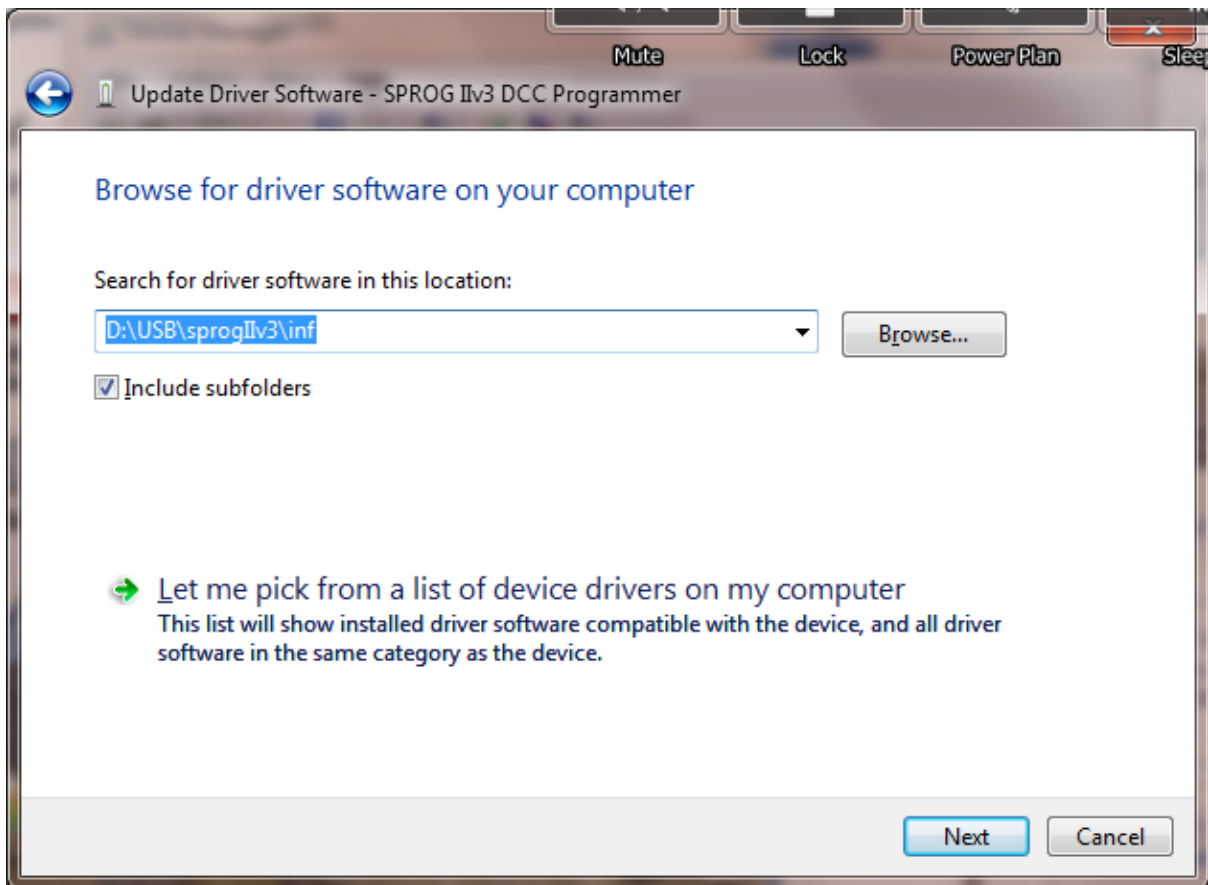 Mute Lock Power Plan
Update Driver Software - SPROG IIv3 DCC Programmer
Browse for driver software on your computer
Search for driver software in this location:
D:\USB\sprogIIv3\inf
Browse...
Include subfolders
Let me pick from a list of device drivers on my computer
This list will show installed driver software compatible with the device, and all driver
software in the same category as the device.
Next Cancel